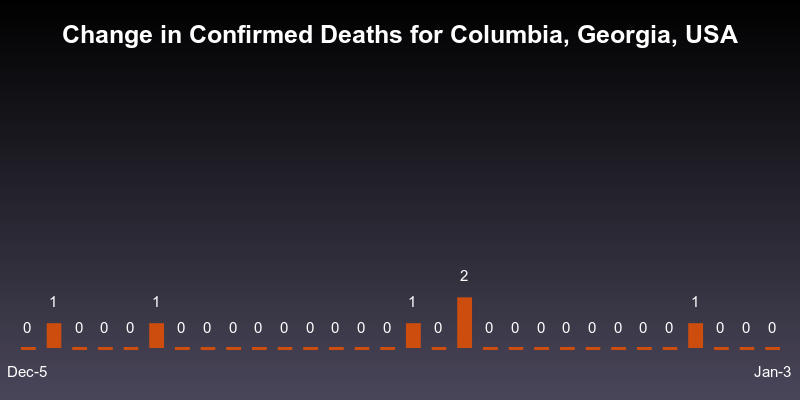 Change in Confirmed Deaths for Columbia, Georgia, USA
2
1 1 1 1
0 0 0 0 0 0 0 0 0 0 0 0 0 0 0 0 0 0 0 0 0 0 0 0 0
Dec-5 Jan-3